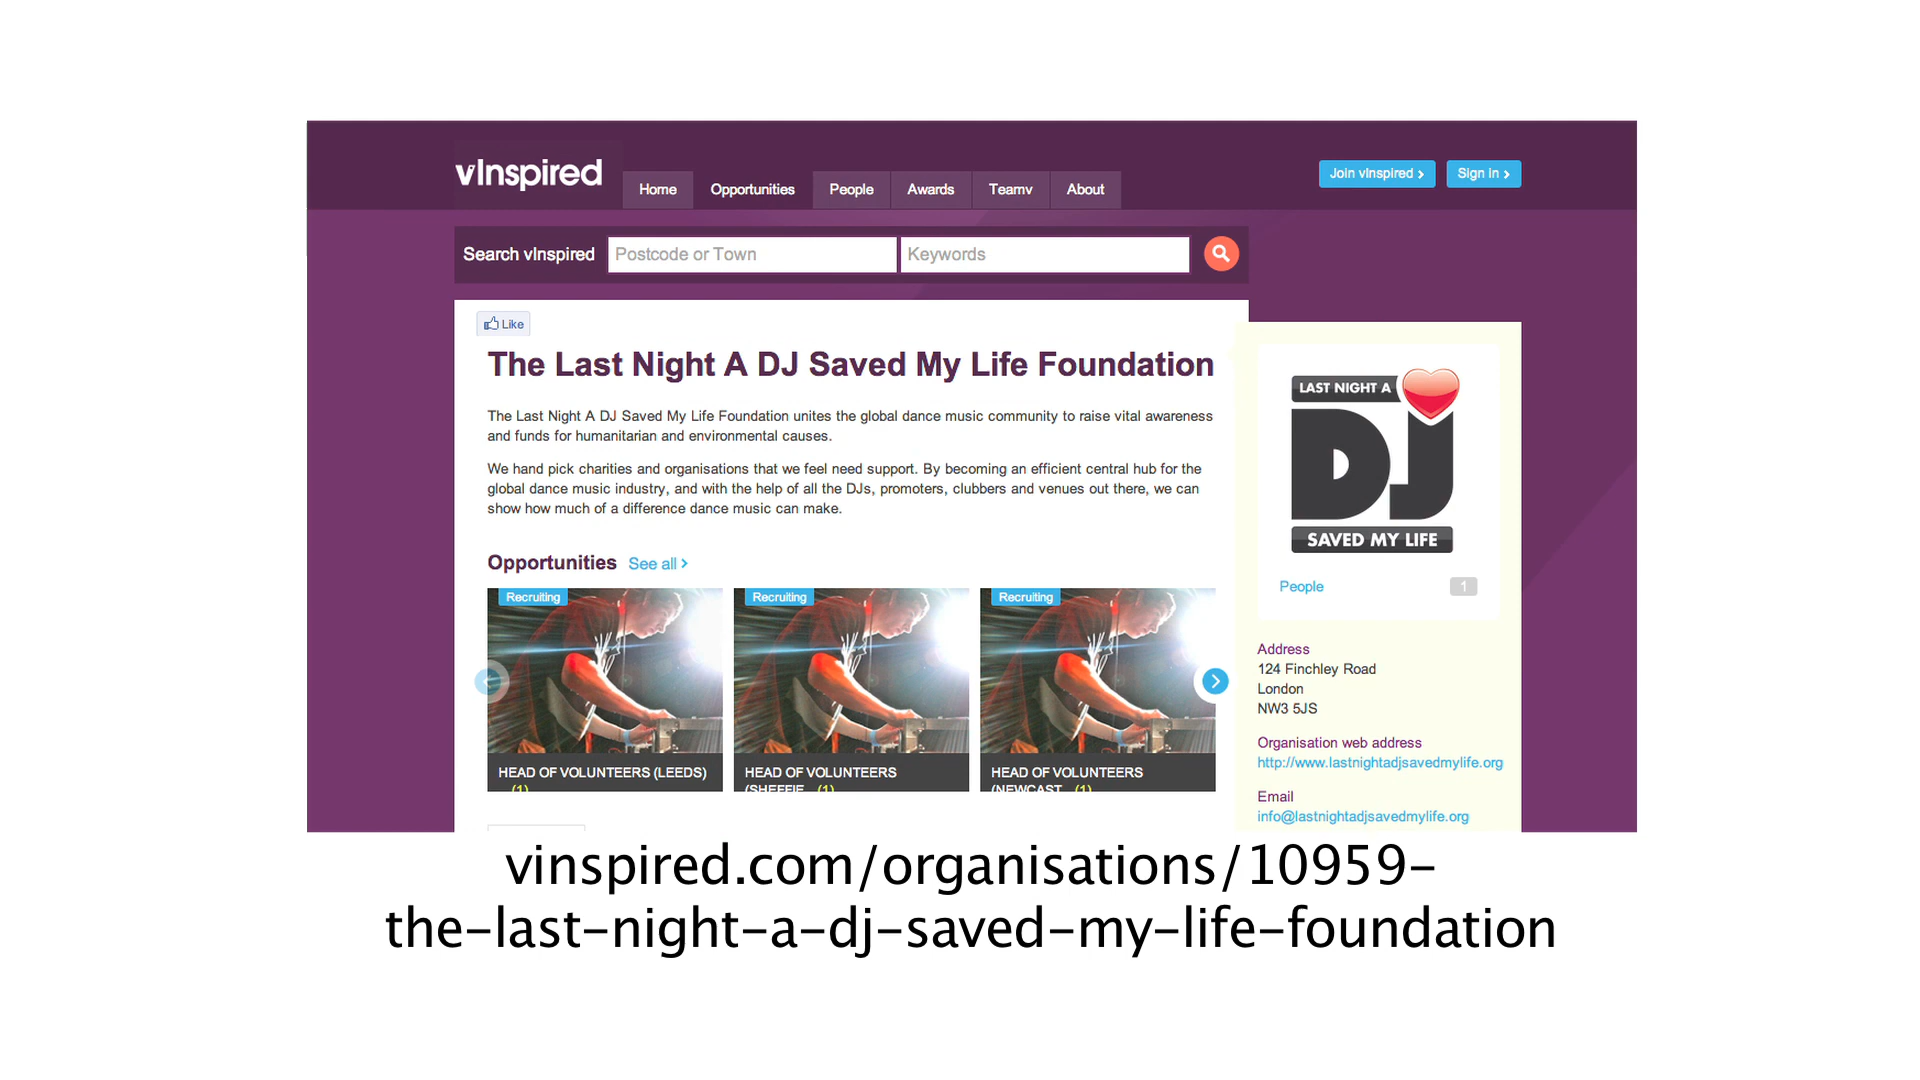 vInspired
Home
Opportunities
People
Awards
Teamv
About
Join vInspired ›
Sign in ›
Search vInspired
Postcode or Town
Keywords
Like
The Last Night A DJ Saved My Life Foundation
The Last Night A DJ Saved My Life Foundation unites the global dance music community to raise vital awareness
and funds for humanitarian and environmental causes.
We hand pick charities and organisations that we feel need support. By becoming an efficient central hub for the
global dance music industry, and with the help of all the DJs, promoters, clubbers and venues out there, we can
show how much of a difference dance music can make.
Opportunities See all ›
Recruiting
HEAD OF VOLUNTEERS (LEEDS)
(1)
Recruiting
HEAD OF VOLUNTEERS
(SHEFFIE... (1)
Recruiting
HEAD OF VOLUNTEERS
(NEWCAST... (1)
LAST NIGHT A
DJ
SAVED MY LIFE
People 1
Address
124 Finchley Road
London
NW3 5JS
Organisation web address
http://www.lastnightadjsavedmylife.org
Email
info@lastnightadjsavedmylife.org
vinspired.com/organisations/10959-
the-last-night-a-dj-saved-my-life-foundation